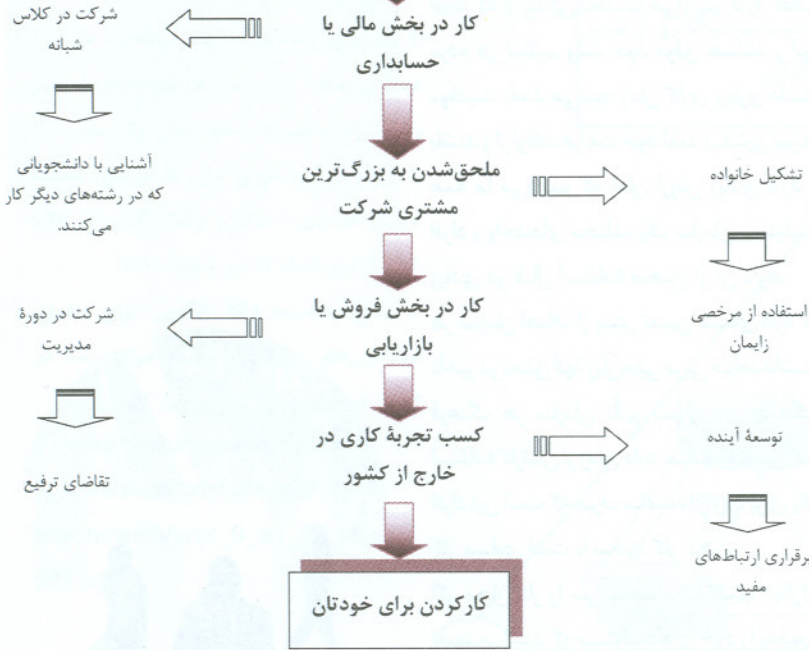 شرکت در کلاس
شبانه
کار در بخش مالی یا
حسابداری
آشنایی با دانشجویانی
که در رشته‌های دیگر کار
می‌کنند.
ملحق‌شدن به بزرگ‌ترین
مشتری شرکت
تشکیل خانواده
استفاده از مرخصی
زایمان
کار در بخش فروش یا
بازاریابی
شرکت در دورهٔ
مدیریت
تقاضای ترفیع
کسب تجربهٔ کاری در
خارج از کشور
توسعهٔ آینده
برقراری ارتباط‌های
مفید
کارکردن برای خودتان